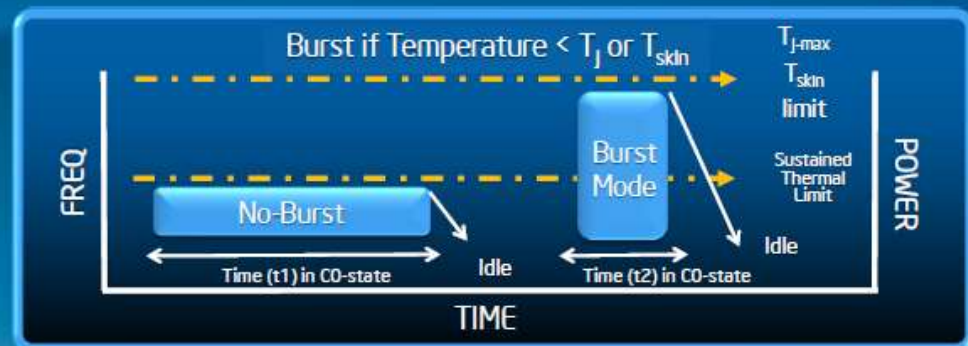 Burst if Temperature < TJ or Tskin
TJ-max
Tskin
limit
FREQ
Burst
Mode
Sustained
Thermal
Limit
POWER
No-Burst
Idle
Idle
Time (t1) in C0-state
Time (t2) in C0-state
TIME